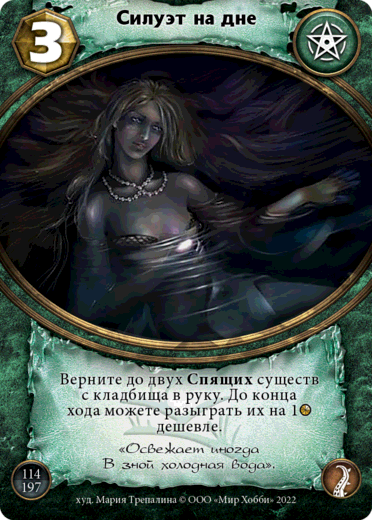 Силуэт на дне
3
Верните до двух Спящих существ
с кладбища в руку. До конца
хода можете разыграть их на 1
дешевле.
«Освежает иногда
В зной холодная вода».
114
197
худ. Мария Трепалина © ООО «Мир Хобби» 2022